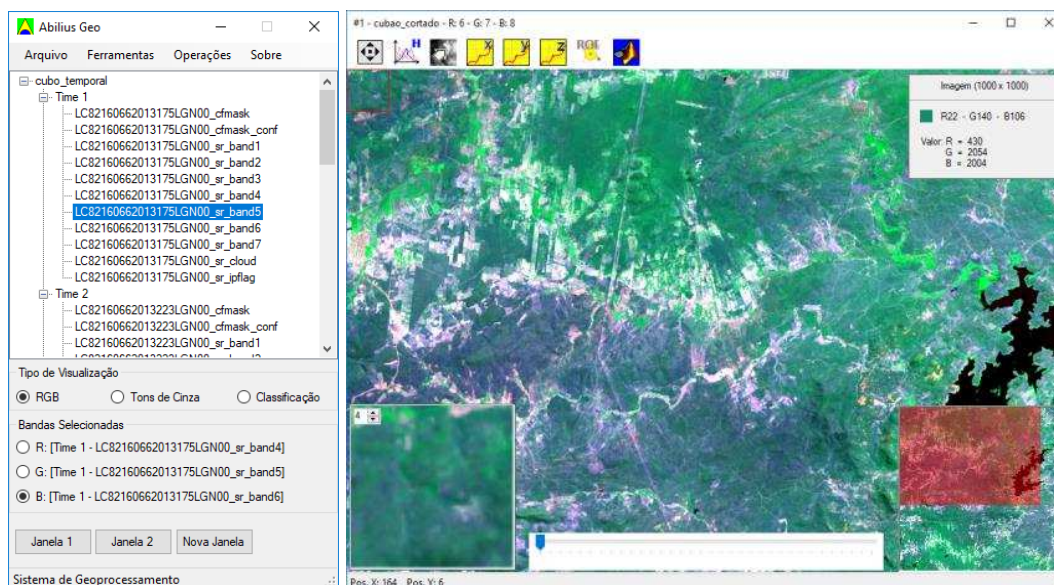 Abilius Geo
Arquivo Ferramentas Operações Sobre
cubo_temporal
Time 1
LC82160662013175LGN00_cfmask
LC82160662013175LGN00_cfmask_conf
LC82160662013175LGN00_sr_band1
LC82160662013175LGN00_sr_band2
LC82160662013175LGN00_sr_band3
LC82160662013175LGN00_sr_band4
LC82160662013175LGN00_sr_band5
LC82160662013175LGN00_sr_band6
LC82160662013175LGN00_sr_band7
LC82160662013175LGN00_sr_cloud
LC82160662013175LGN00_sr_ipflag
Time 2
LC82160662013223LGN00_cfmask
LC82160662013223LGN00_cfmask_conf
LC82160662013223LGN00_sr_band1
Tipo de Visualização
RGB Tons de Cinza Classificação
Bandas Selecionadas
R: [Time 1 - LC82160662013175LGN00_sr_band4]
G: [Time 1 - LC82160662013175LGN00_sr_band5]
B: [Time 1 - LC82160662013175LGN00_sr_band6]
Janela 1 Janela 2 Nova Janela
Sistema de Geoprocessamento
#1 - cubao_cortado - R: 6 - G: 7 - B: 8
H X Y Z ROI
Imagem (1000 x 1000)
R22 - G140 - B106
Valor: R = 430
G = 2054
B = 2004
4
Pos. X: 164 Pos. Y: 6